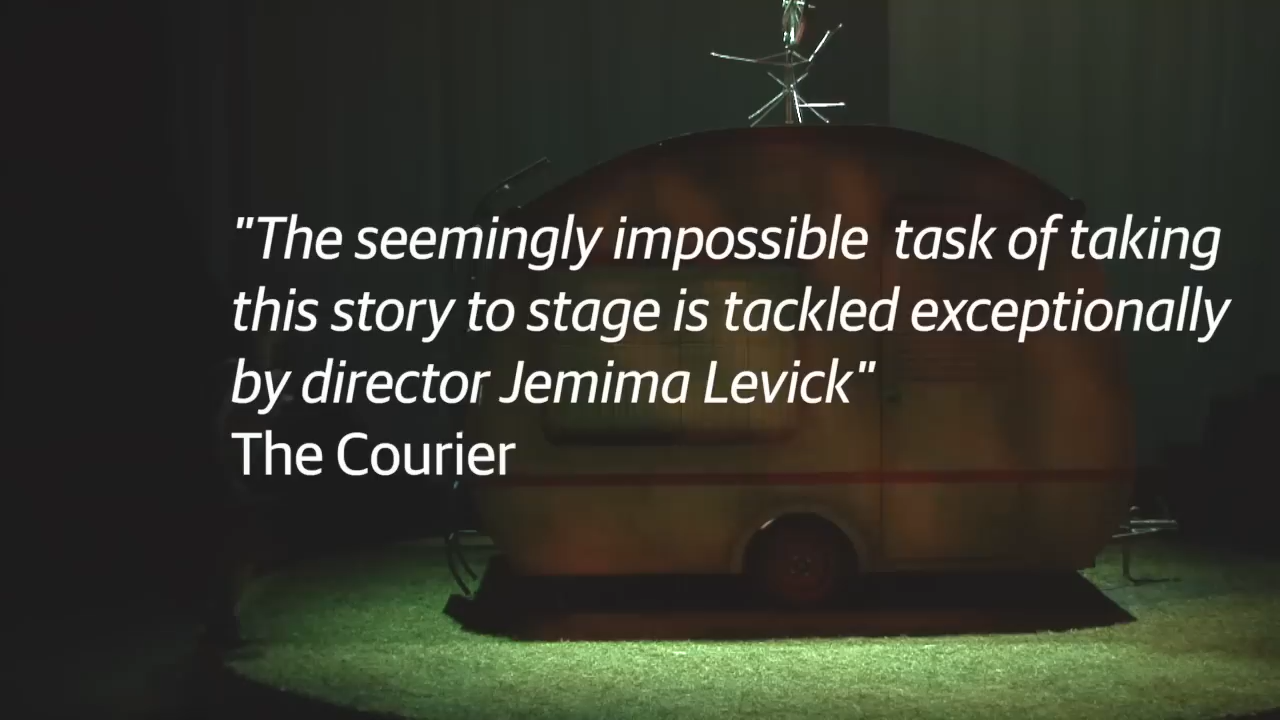 "The seemingly impossible  task of taking
this story to stage is tackled exceptionally
by director Jemima Levick"
The Courier